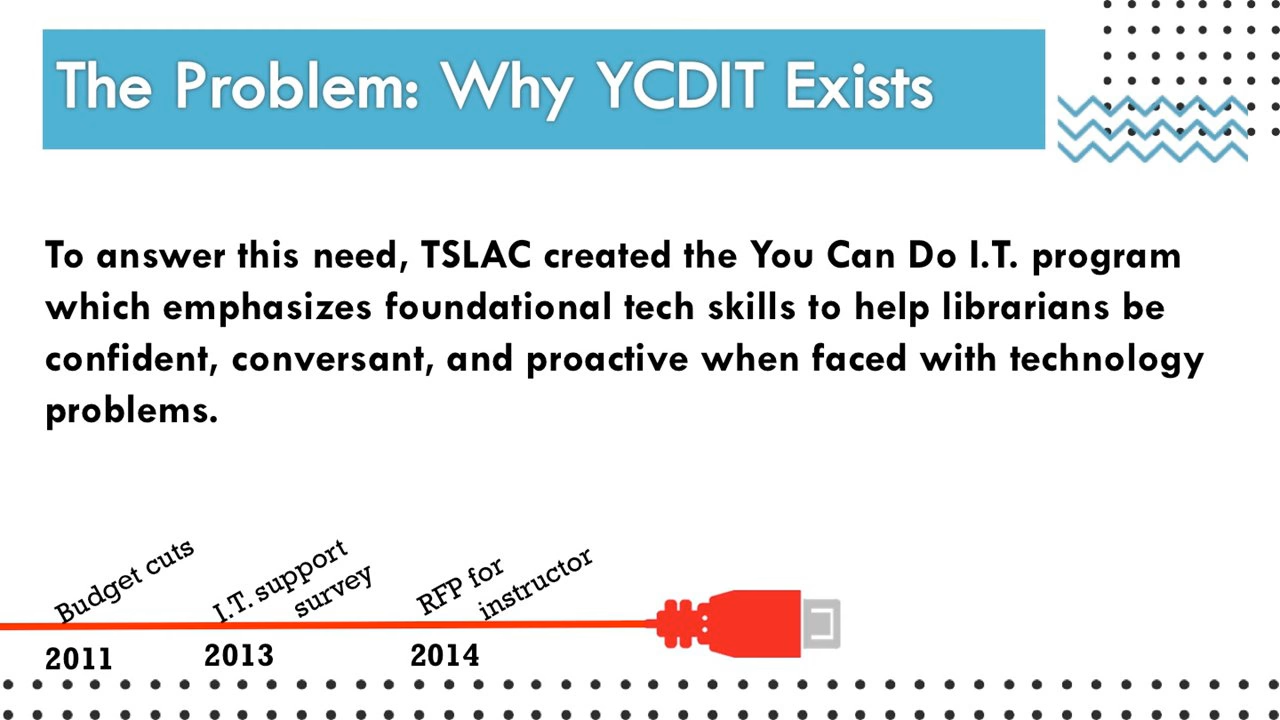 The Problem: Why YCDIT Exists
To answer this need, TSLAC created the You Can Do I.T. program
which emphasizes foundational tech skills to help librarians be
confident, conversant, and proactive when faced with technology
problems.
Budget cuts
I.T. support
survey
RFP for
instructor
2011
2013
2014